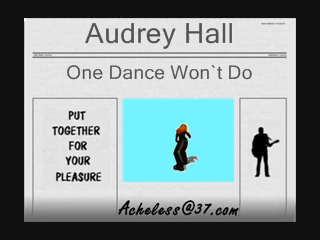 Audrey Hall
One Dance Won`t Do
PUT
TOGETHER
FOR
YOUR
PLEASURE
Acheless@37.com